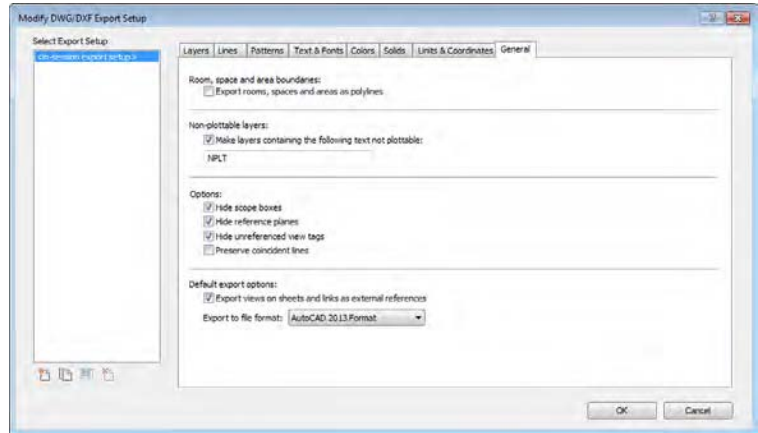 Modify DWG/DXF Export Setup
Select Export Setup
<in-session export setup>
Layers Lines Patterns Text & Fonts Colors Solids Units & Coordinates General
Room, space and area boundaries:
Export rooms, spaces and areas as polylines
Non-plottable layers:
Make layers containing the following text not plottable:
NPLT
Options:
Hide scope boxes
Hide reference planes
Hide unreferenced view tags
Preserve coincident lines
Default export options:
Export views on sheets and links as external references
Export to file format: AutoCAD 2013 Format
OK Cancel